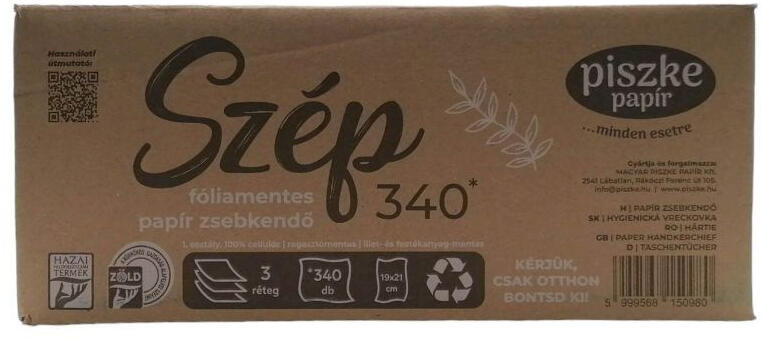 Használati
útmutató:
Szép
340*
fóliamentes
papír zsebkendő
1. osztály, 100% cellulóz | ragasztómentes | illat- és festékanyag-mentes
piszke
papír
...minden esetre
Gyártja és forgalmazza:
MAGYAR PISZKE PAPÍR Kft.
2541 Lábatlan, Rákóczi Ferenc út 105.
info@piszke.hu | www.piszke.hu
H | PAPÍR ZSEBKENDŐ
SK | HYGIENICKÁ VRECKOVKA
RO | HÂRTIE
GB | PAPER HANDKERCHIEF
D | TASCHENTÜCHER
HAZAI
TERMÉK
ZÖLD
3
réteg
*340
db
19x21
cm
KÉRJÜK,
CSAK OTTHON
BONTSD KI!
5 999568 150980